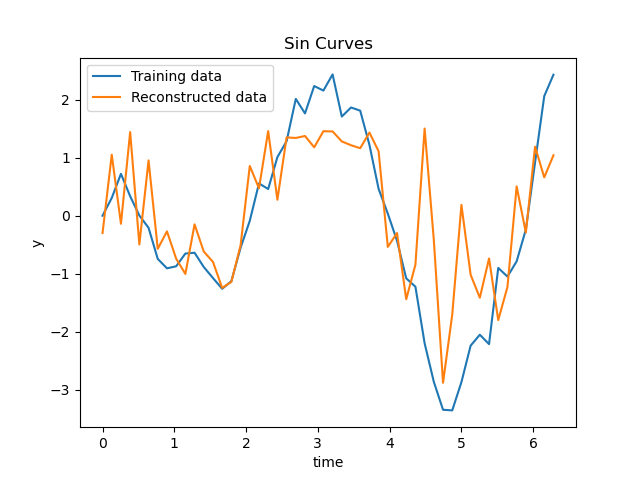 Sin Curves
Training data
Reconstructed data
2
1
0
−1
−2
−3
y
0 1 2 3 4 5 6
time